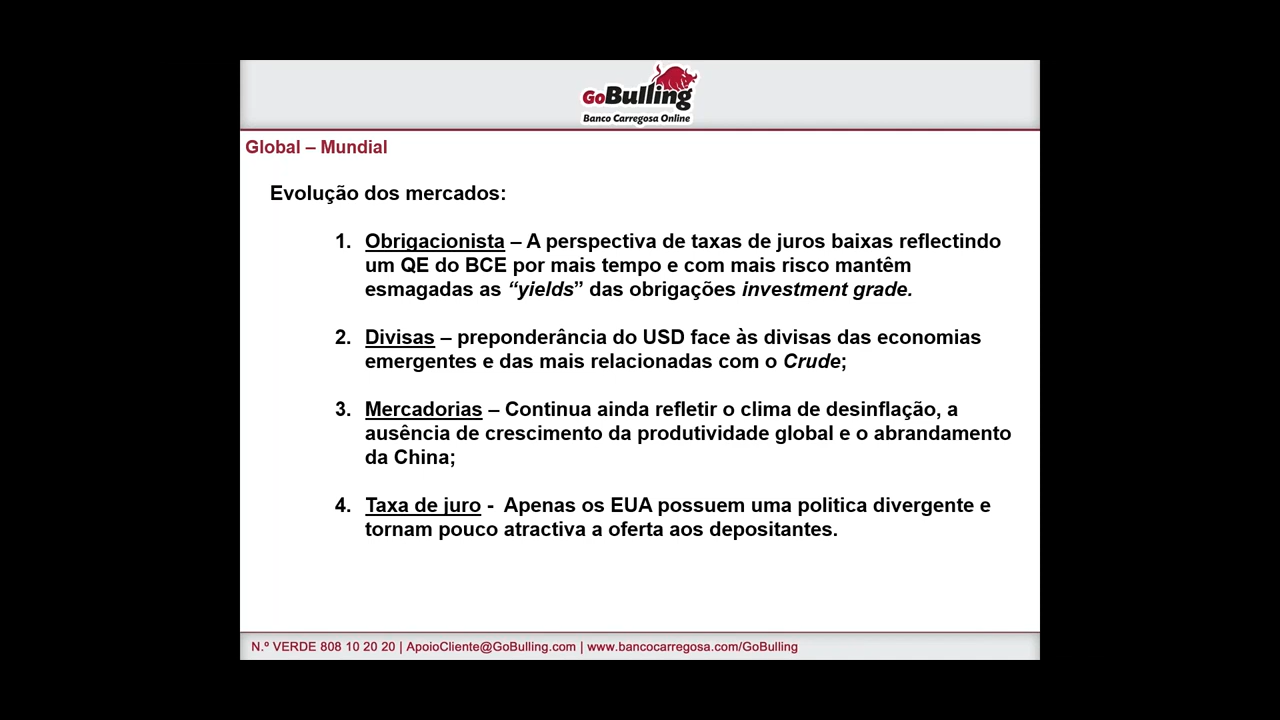 GoBulling
Banco Carregosa Online
Global – Mundial
Evolução dos mercados:
1. Obrigacionista – A perspectiva de taxas de juros baixas reflectindo
um QE do BCE por mais tempo e com mais risco mantêm
esmagadas as “yields” das obrigações investment grade.
2. Divisas – preponderância do USD face às divisas das economias
emergentes e das mais relacionadas com o Crude;
3. Mercadorias – Continua ainda refletir o clima de desinflação, a
ausência de crescimento da produtividade global e o abrandamento
da China;
4. Taxa de juro - Apenas os EUA possuem uma politica divergente e
tornam pouco atractiva a oferta aos depositantes.
N.º VERDE 808 10 20 20 | ApoioCliente@GoBulling.com | www.bancocarregosa.com/GoBulling